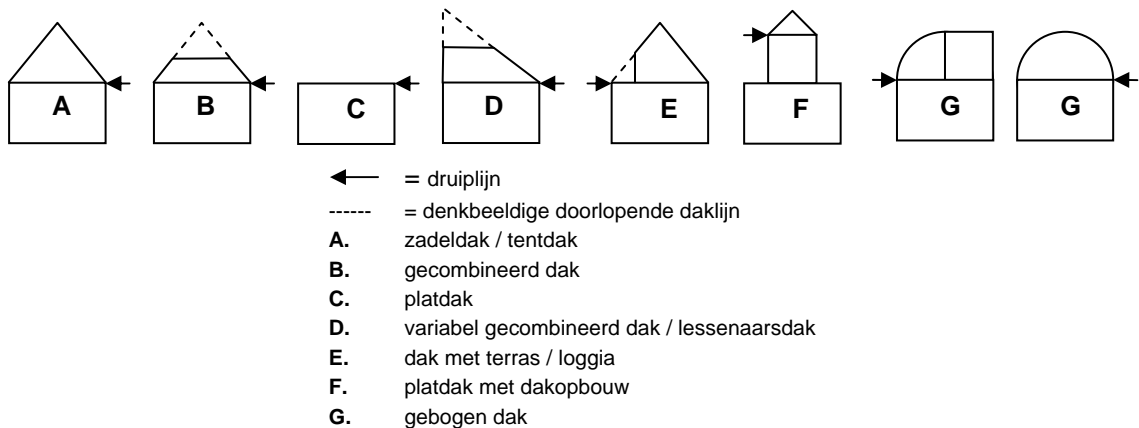 A B C D E F G G
= druiplijn
------ = denkbeeldige doorlopende daklijn
A. zadeldak / tentdak
B. gecombineerd dak
C. platdak
D. variabel gecombineerd dak / lessenaarsdak
E. dak met terras / loggia
F. platdak met dakopbouw
G. gebogen dak